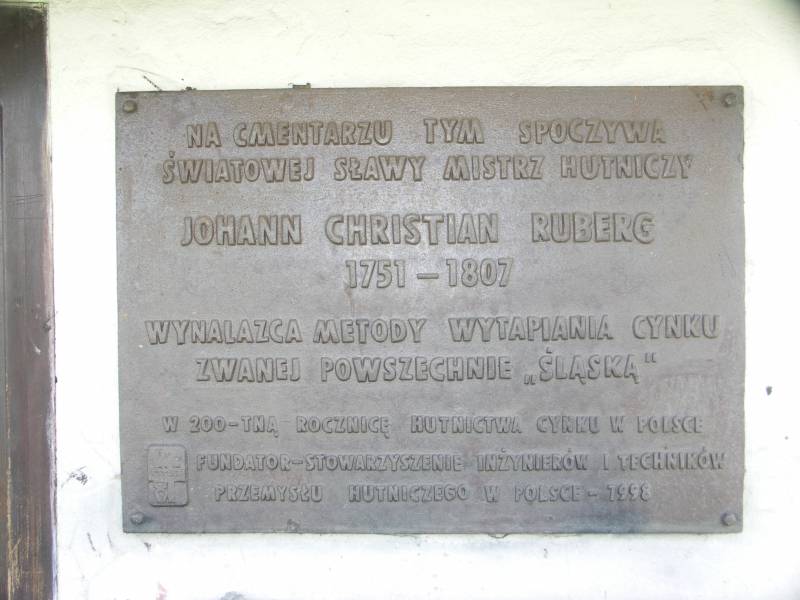 NA CMENTARZU TYM SPOCZYWA
ŚWIATOWEJ SŁAWY MISTRZ HUTNICZY
JOHANN CHRISTIAN RUBERG
1751 – 1807
WYNALAZCA METODY WYTAPIANIA CYNKU
ZWANEJ POWSZECHNIE „ŚLĄSKĄ"
W 200-TNĄ ROCZNICĘ HUTNICTWA CYNKU W POLSCE
FUNDATOR-STOWARZYSZENIE INŻYNIERÓW I TECHNIKÓW
PRZEMYSŁU HUTNICZEGO W POLSCE - 1998